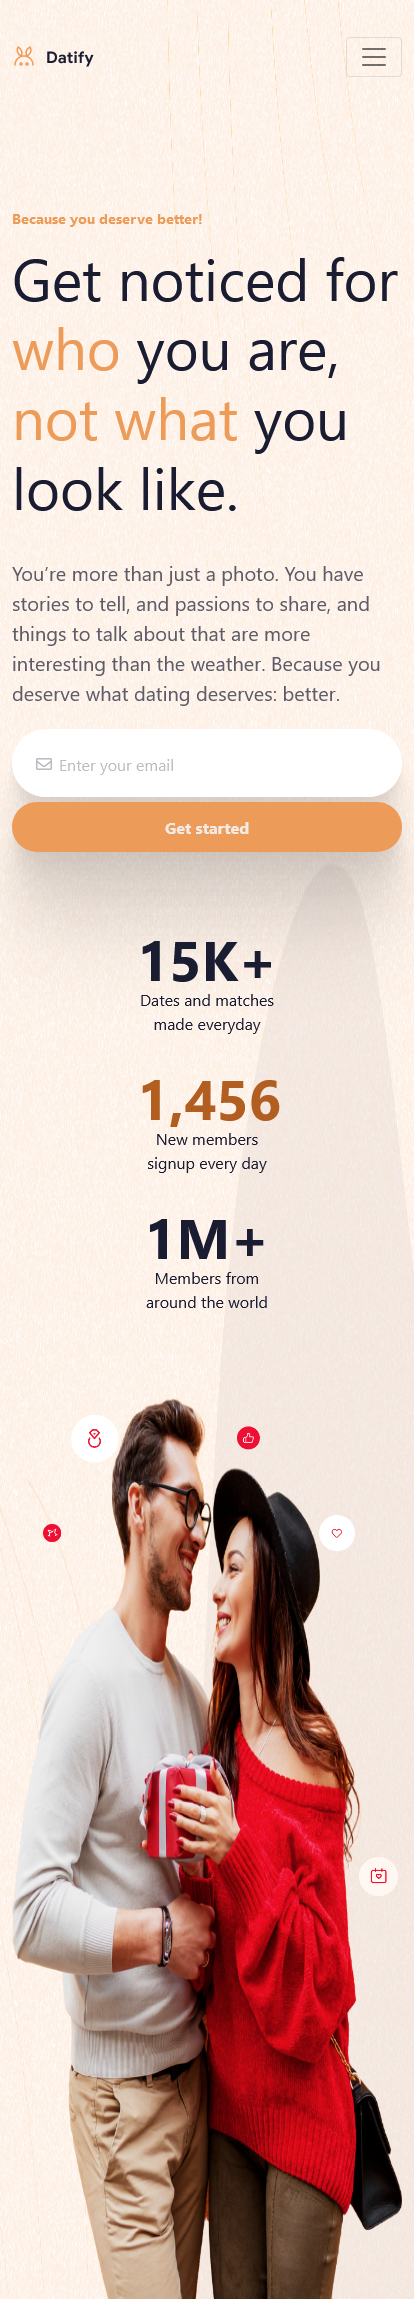 Datify
Because you deserve better!
Get noticed for
who you are,
not what you
look like.
You’re more than just a photo. You have
stories to tell, and passions to share, and
things to talk about that are more
interesting than the weather. Because you
deserve what dating deserves: better.
Enter your email
Get started
15K+
Dates and matches
made everyday
1,456
New members
signup every day
1M+
Members from
around the world